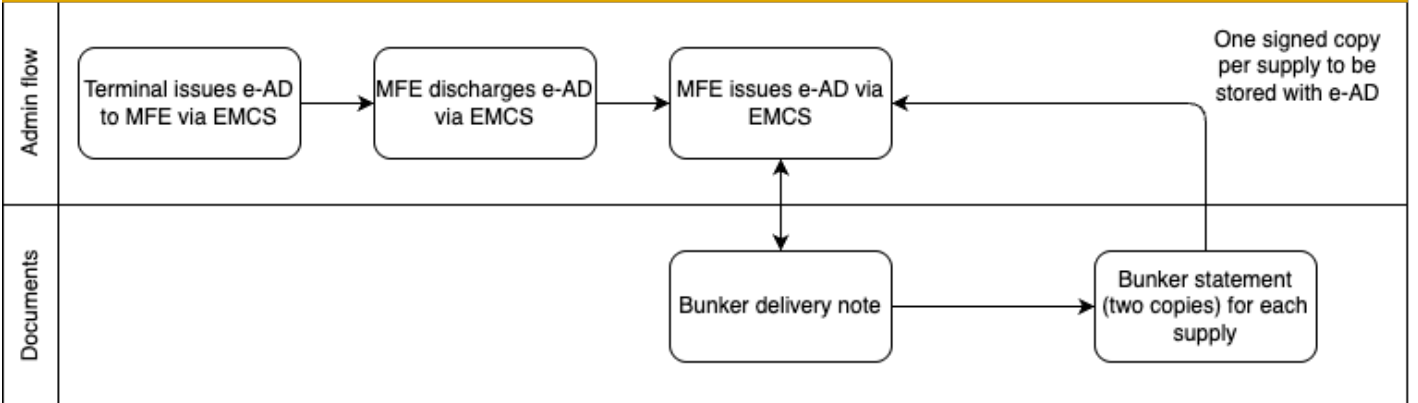 Admin flow
Terminal issues e-AD
to MFE via EMCS
MFE discharges e-AD
via EMCS
MFE issues e-AD via
EMCS
One signed copy
per supply to be
stored with e-AD
Documents
Bunker delivery note
Bunker statement
(two copies) for each
supply